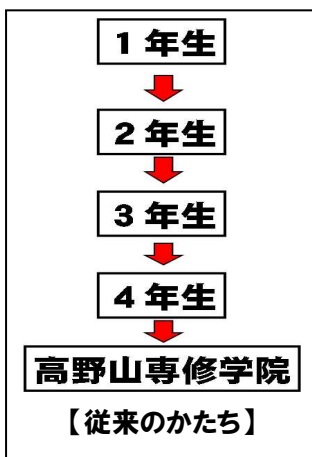 1年生
2年生
3年生
4年生
高野山専修学院
【従来のかたち】